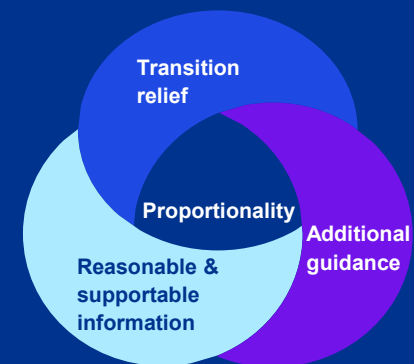 Transition
relief
Proportionality
Additional
guidance
Reasonable &
supportable
information